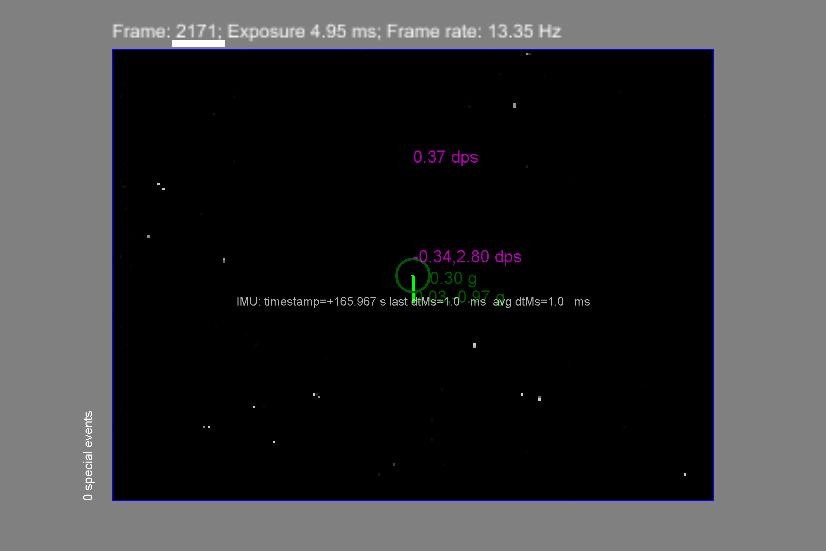 Frame: 2171; Exposure 4.95 ms; Frame rate: 13.35 Hz
0.37 dps
-0.34,2.80 dps
0.30 g
0.97 g
IMU: timestamp=+165.967 s last dtMs=1.0 ms avg dtMs=1.0 ms
0 special events